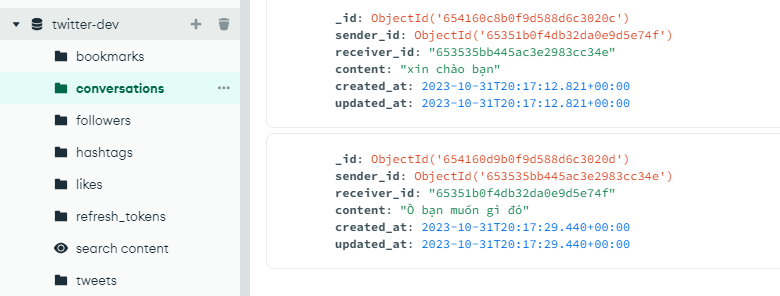 twitter-dev
bookmarks
conversations
followers
hashtags
likes
refresh_tokens
search content
tweets
_id: ObjectId('654160c8b0f9d588d6c3020c')
sender_id: ObjectId('65351b0f4db32da0e9d5e74f')
receiver_id: "653535bb445ac3e2983cc34e"
content: "xin chào bạn"
created_at: 2023-10-31T20:17:12.821+00:00
updated_at: 2023-10-31T20:17:12.821+00:00
_id: ObjectId('654160d9b0f9d588d6c3020d')
sender_id: ObjectId('653535bb445ac3e2983cc34e')
receiver_id: "65351b0f4db32da0e9d5e74f"
content: "Ồ bạn muốn gì đó"
created_at: 2023-10-31T20:17:29.440+00:00
updated_at: 2023-10-31T20:17:29.440+00:00